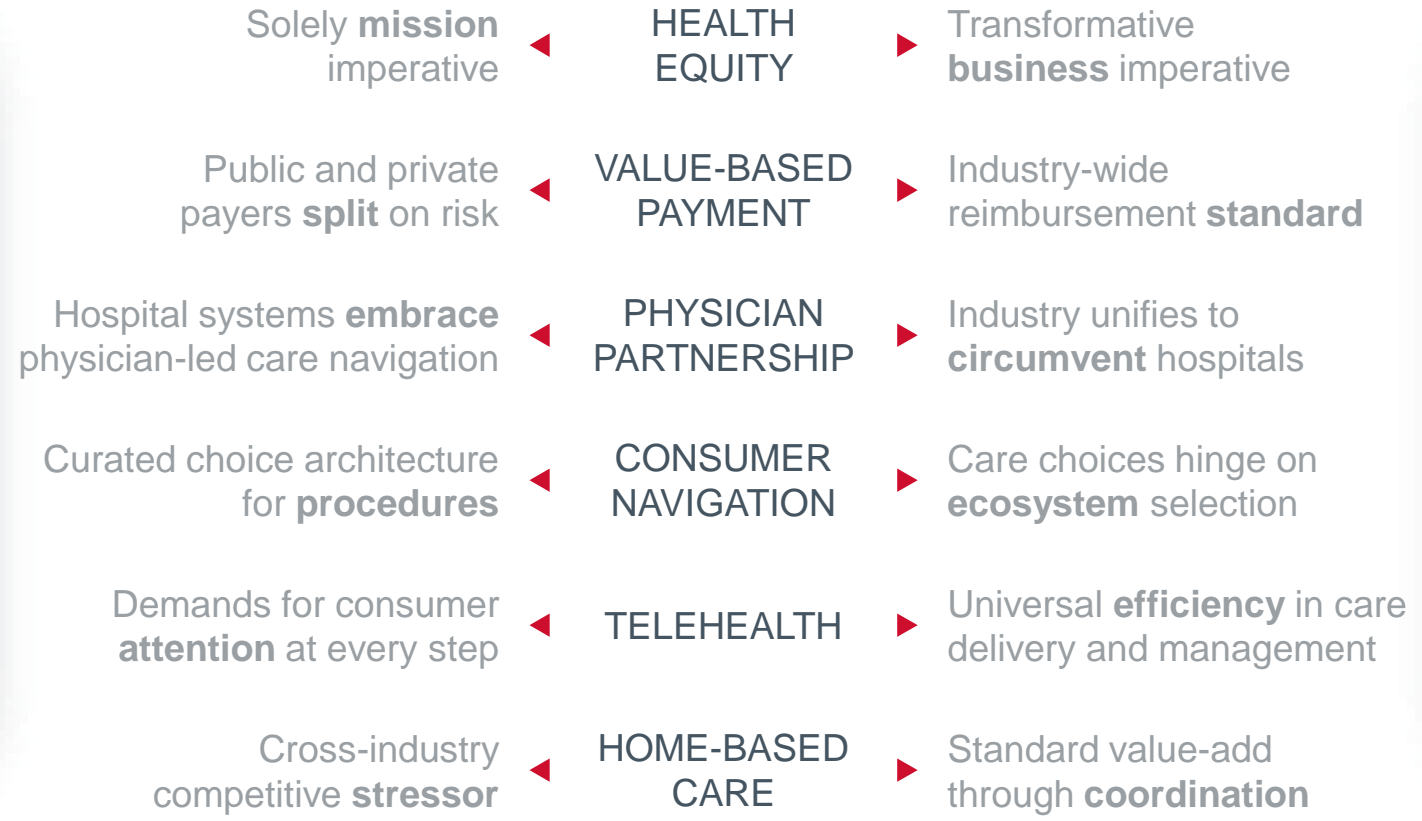 Solely mission
imperative
HEALTH
EQUITY
Transformative
business imperative
Public and private
payers split on risk
VALUE-BASED
PAYMENT
Industry-wide
reimbursement standard
Hospital systems embrace
physician-led care navigation
PHYSICIAN
PARTNERSHIP
Industry unifies to
circumvent hospitals
Curated choice architecture
for procedures
CONSUMER
NAVIGATION
Care choices hinge on
ecosystem selection
Demands for consumer
attention at every step
TELEHEALTH
Universal efficiency in care
delivery and management
Cross-industry
competitive stressor
HOME-BASED
CARE
Standard value-add
through coordination